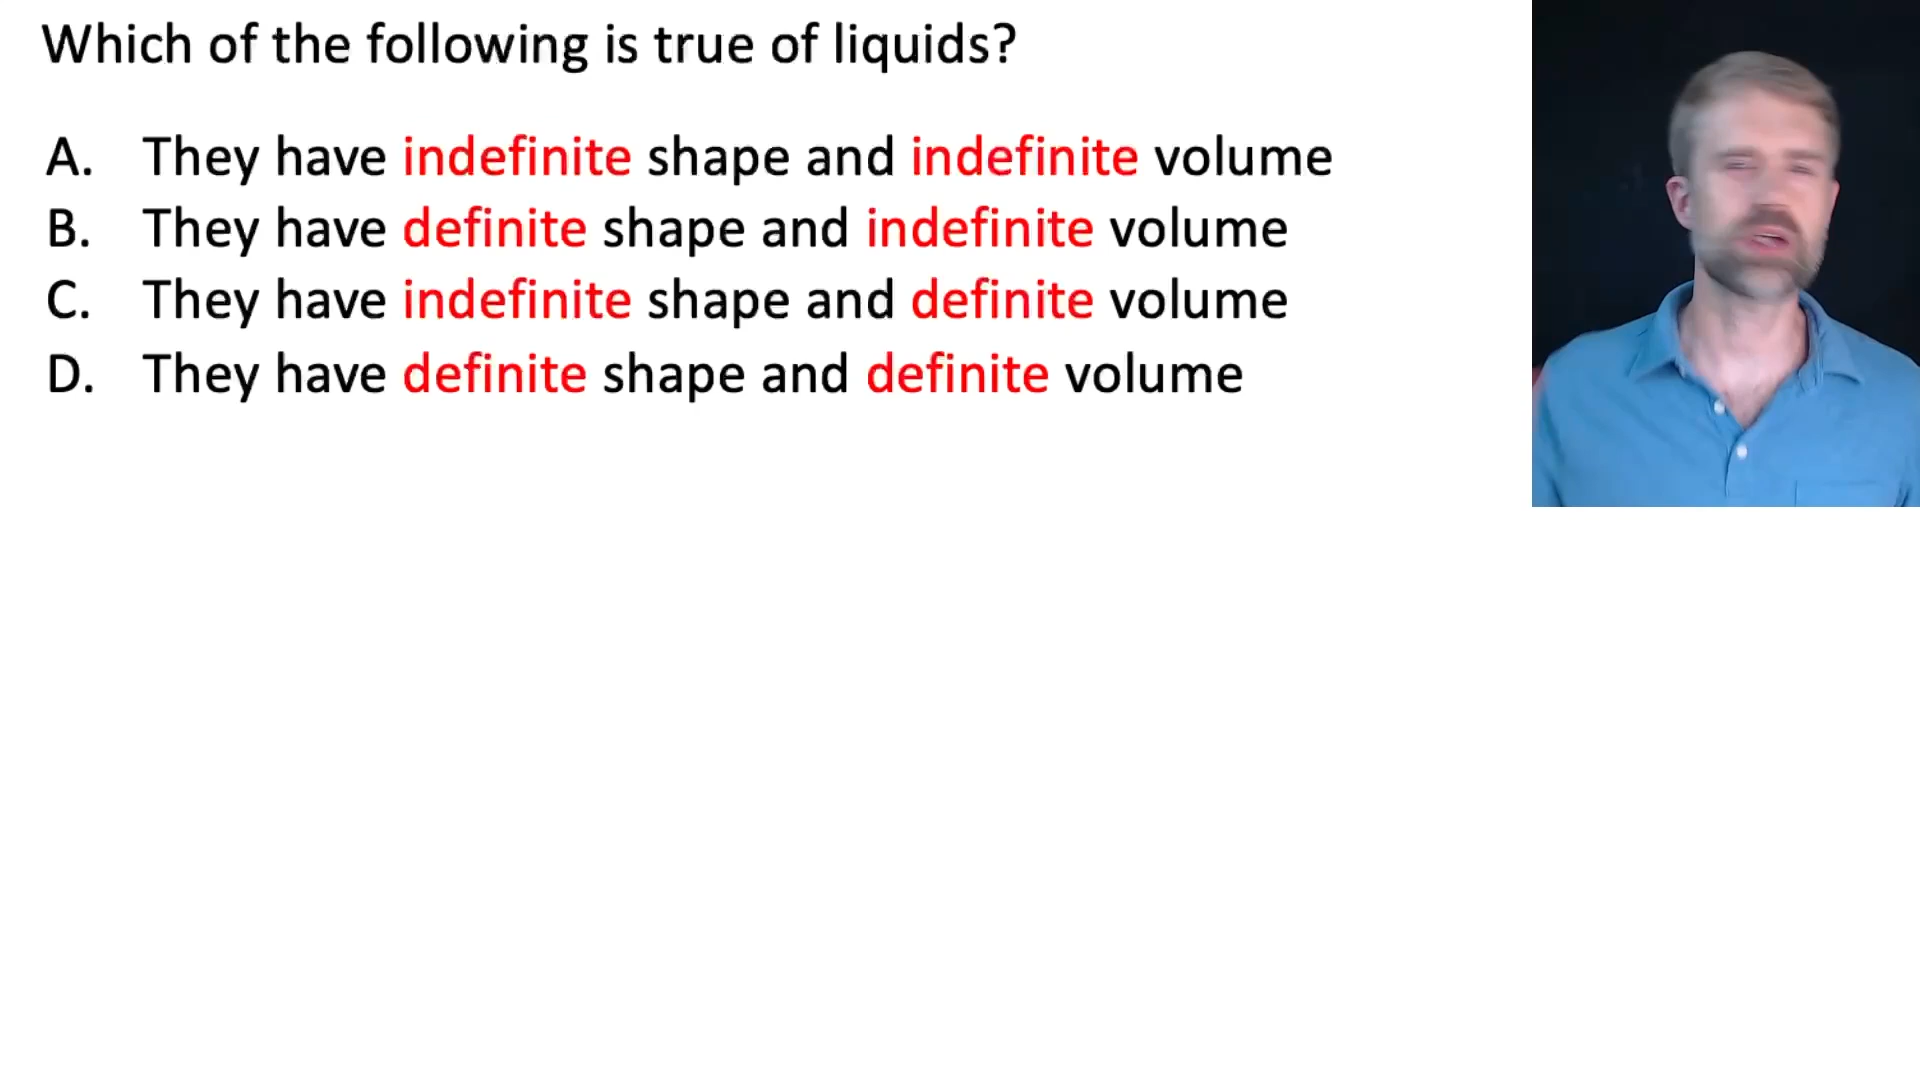 Which of the following is true of liquids?
A. They have indefinite shape and indefinite volume
B. They have definite shape and indefinite volume
C. They have indefinite shape and definite volume
D. They have definite shape and definite volume